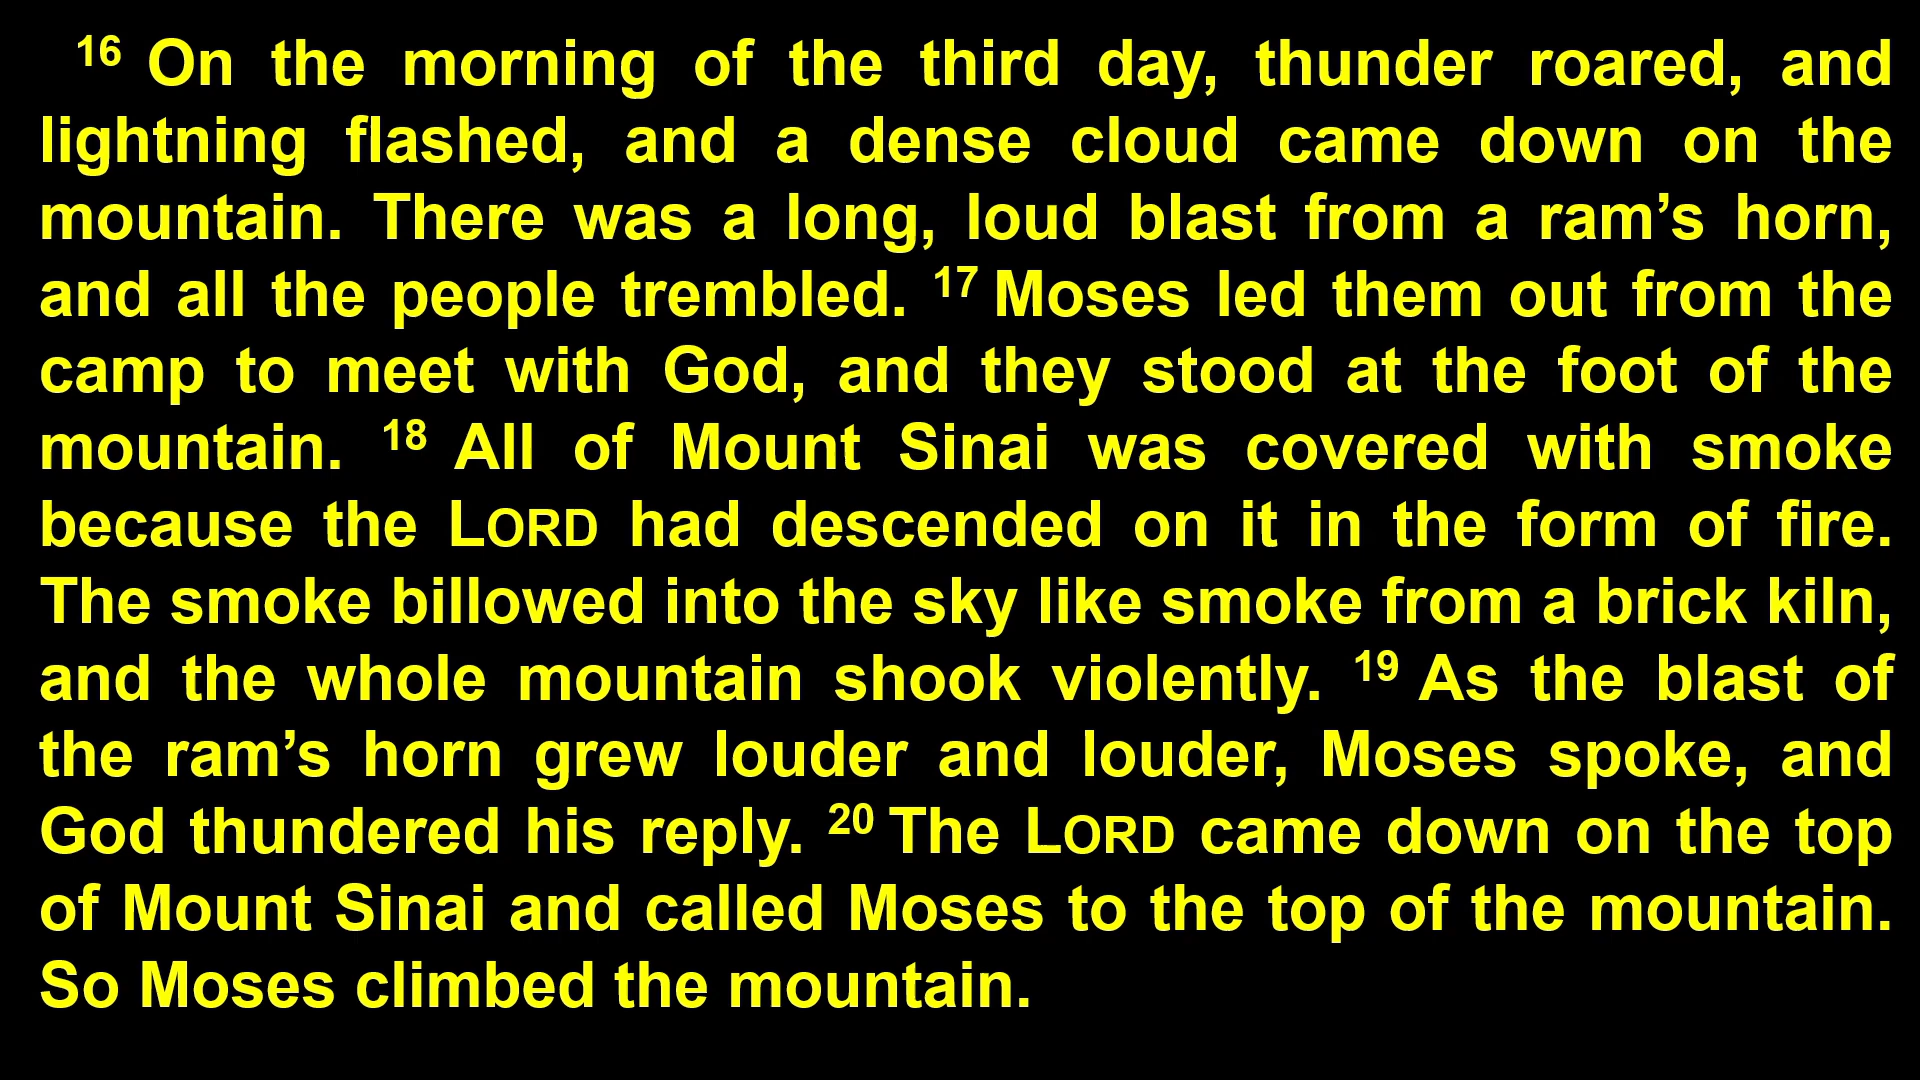 16 On the morning of the third day, thunder roared, and
lightning flashed, and a dense cloud came down on the
mountain. There was a long, loud blast from a ram’s horn,
and all the people trembled. 17 Moses led them out from the
camp to meet with God, and they stood at the foot of the
mountain. 18 All of Mount Sinai was covered with smoke
because the LORD had descended on it in the form of fire.
The smoke billowed into the sky like smoke from a brick kiln,
and the whole mountain shook violently. 19 As the blast of
the ram’s horn grew louder and louder, Moses spoke, and
God thundered his reply. 20 The LORD came down on the top
of Mount Sinai and called Moses to the top of the mountain.
So Moses climbed the mountain.